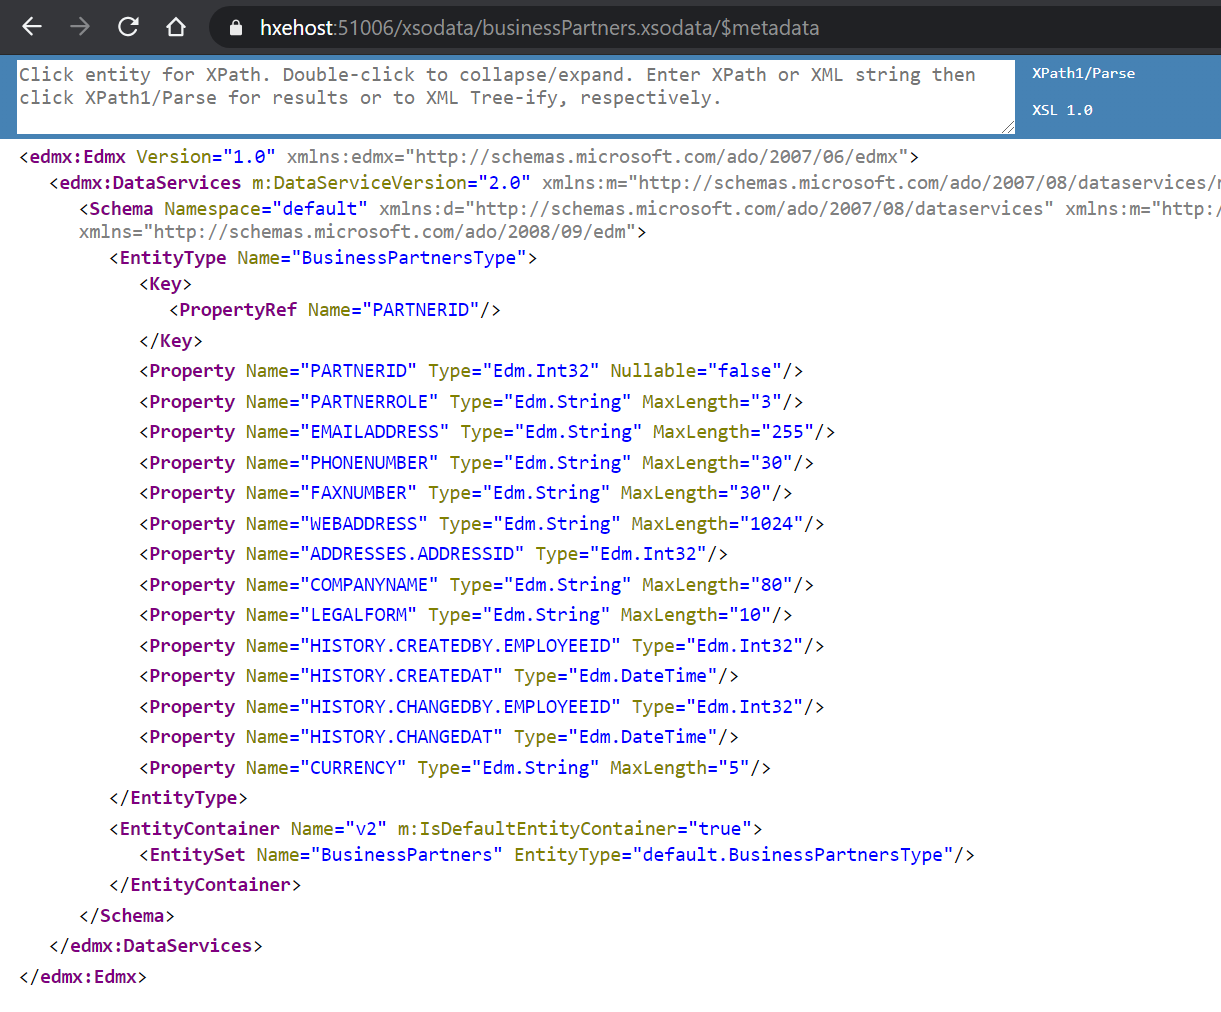 hxehost:51006/xsodata/businessPartners.xsodata/$metadata
Click entity for XPath. Double-click to collapse/expand. Enter XPath or XML string then
click XPath1/Parse for results or to XML Tree-ify, respectively.
XPath1/Parse
XSL 1.0
<edmx:Edmx Version="1.0" xmlns:edmx="http://schemas.microsoft.com/ado/2007/06/edmx">
<edmx:DataServices m:DataServiceVersion="2.0" xmlns:m="http://schemas.microsoft.com/ado/2007/08/dataservices/
<Schema Namespace="default" xmlns:d="http://schemas.microsoft.com/ado/2007/08/dataservices" xmlns:m="http:/
xmlns="http://schemas.microsoft.com/ado/2008/09/edm">
<EntityType Name="BusinessPartnersType">
<Key>
<PropertyRef Name="PARTNERID"/>
</Key>
<Property Name="PARTNERID" Type="Edm.Int32" Nullable="false"/>
<Property Name="PARTNERROLE" Type="Edm.String" MaxLength="3"/>
<Property Name="EMAILADDRESS" Type="Edm.String" MaxLength="255"/>
<Property Name="PHONENUMBER" Type="Edm.String" MaxLength="30"/>
<Property Name="FAXNUMBER" Type="Edm.String" MaxLength="30"/>
<Property Name="WEBADDRESS" Type="Edm.String" MaxLength="1024"/>
<Property Name="ADDRESSES.ADDRESSID" Type="Edm.Int32"/>
<Property Name="COMPANYNAME" Type="Edm.String" MaxLength="80"/>
<Property Name="LEGALFORM" Type="Edm.String" MaxLength="10"/>
<Property Name="HISTORY.CREATEDBY.EMPLOYEEID" Type="Edm.Int32"/>
<Property Name="HISTORY.CREATEDAT" Type="Edm.DateTime"/>
<Property Name="HISTORY.CHANGEDBY.EMPLOYEEID" Type="Edm.Int32"/>
<Property Name="HISTORY.CHANGEDAT" Type="Edm.DateTime"/>
<Property Name="CURRENCY" Type="Edm.String" MaxLength="5"/>
</EntityType>
<EntityContainer Name="v2" m:IsDefaultEntityContainer="true">
<EntitySet Name="BusinessPartners" EntityType="default.BusinessPartnersType"/>
</EntityContainer>
</Schema>
</edmx:DataServices>
</edmx:Edmx>